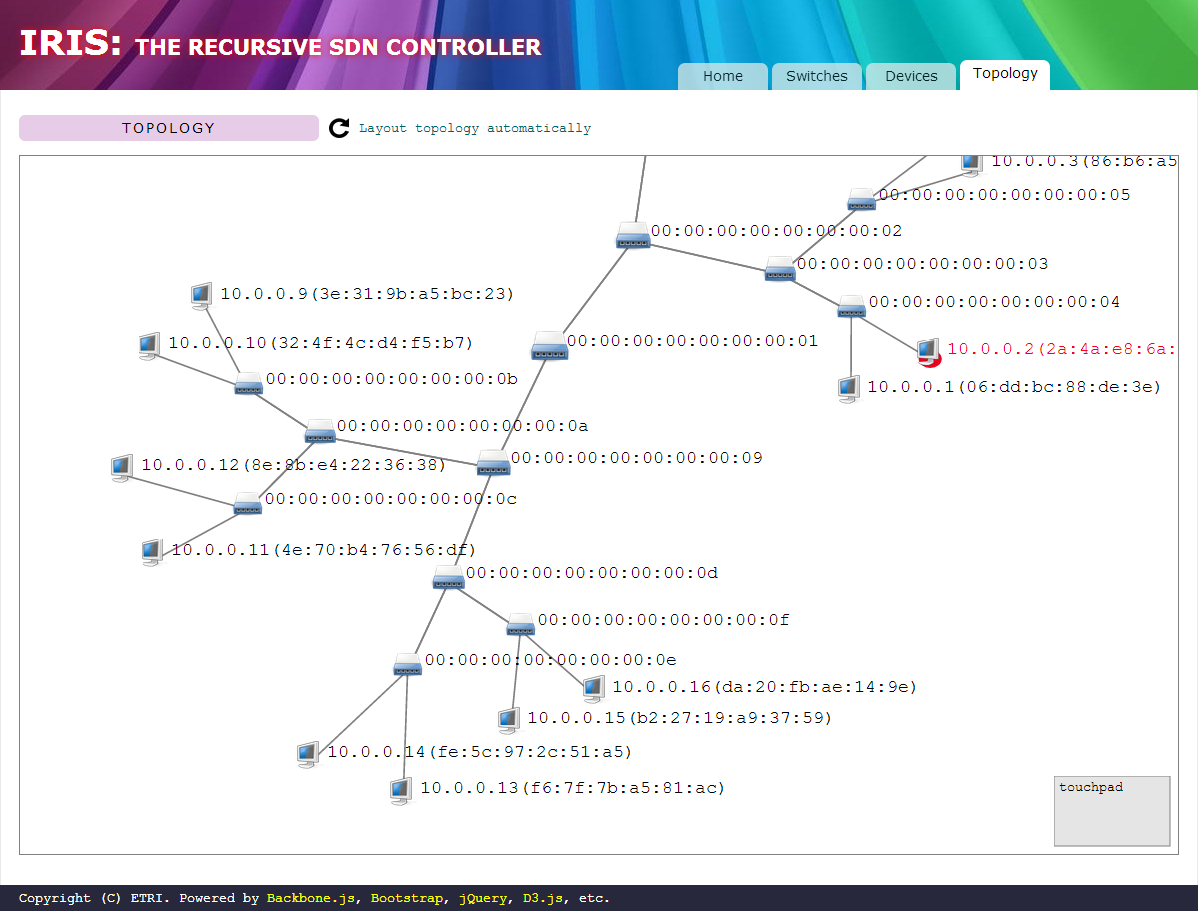 IRIS: THE RECURSIVE SDN CONTROLLER
Home
Switches
Devices
Topology
TOPOLOGY
Layout topology automatically
10.0.0.3(86:b6:a5
00:00:00:00:00:00:00:05
00:00:00:00:00:00:00:02
00:00:00:00:00:00:00:03
10.0.0.9(3e:31:9b:a5:bc:23)
00:00:00:00:00:00:00:04
10.0.0.10(32:4f:4c:d4:f5:b7)
00:00:00:00:00:00:00:01
10.0.0.2(2a:4a:e8:6a:
00:00:00:00:00:00:00:0b
10.0.0.1(06:dd:bc:88:de:3e)
00:00:00:00:00:00:00:0a
10.0.0.12(8e:8b:e4:22:36:38)
00:00:00:00:00:00:00:09
00:00:00:00:00:00:00:0c
10.0.0.11(4e:70:b4:76:56:df)
00:00:00:00:00:00:00:0d
00:00:00:00:00:00:00:0f
00:00:00:00:00:00:00:0e
10.0.0.16(da:20:fb:ae:14:9e)
10.0.0.15(b2:27:19:a9:37:59)
10.0.0.14(fe:5c:97:2c:51:a5)
10.0.0.13(f6:7f:7b:a5:81:ac)
touchpad
Copyright (C) ETRI. Powered by Backbone.js, Bootstrap, jQuery, D3.js, etc.